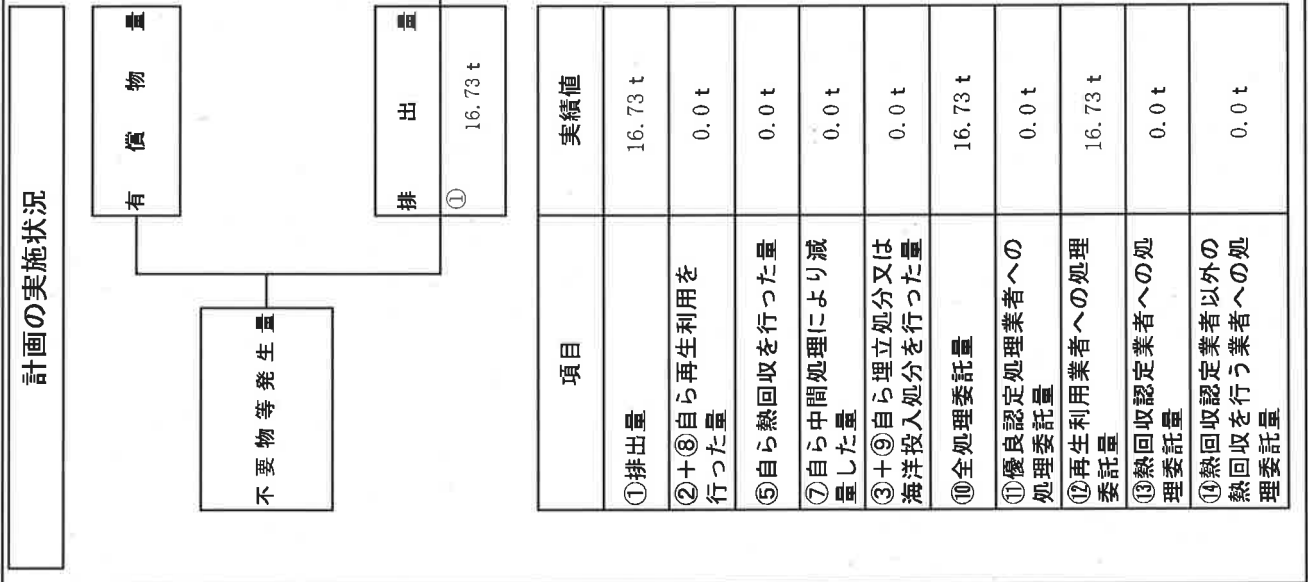 計画の実施状況
不要物等発生量
有償物量
排出量
①
16.73 t
項目
実績値
①排出量
16.73 t
②＋⑧自ら再生利用を
行った量
0.0 t
⑤自ら熱回収を行った量
0.0 t
⑦自ら中間処理により減
量した量
0.0 t
③＋⑨自ら埋立処分又は
海洋投入処分を行った量
0.0 t
⑩全処理委託量
16.73 t
⑪優良認定処理業者への
処理委託量
0.0 t
⑫再生利用業者への処理
委託量
16.73 t
⑬熱回収認定業者への処
理委託量
0.0 t
⑭熱回収認定業者以外の
熱回収を行う業者への処
理委託量
0.0 t